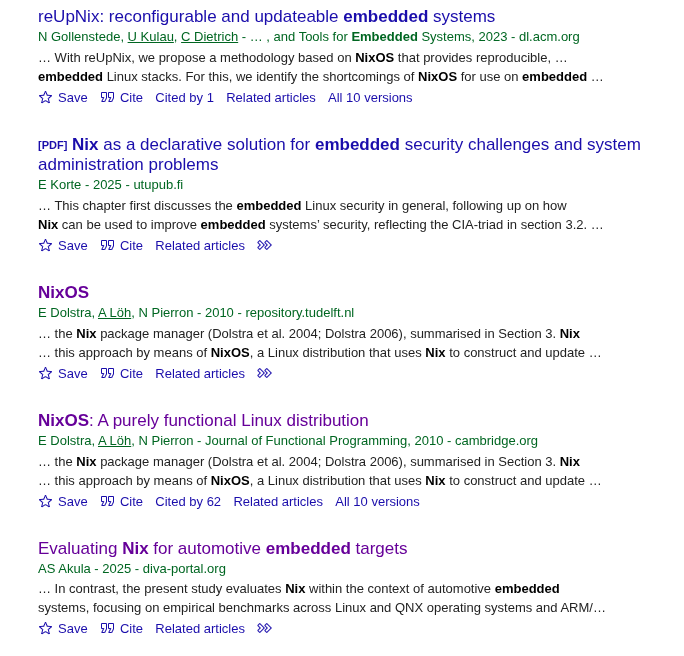 reUpNix: reconfigurable and updateable embedded systems
N Gollenstede, U Kulau, C Dietrich - … , and Tools for Embedded Systems, 2023 - dl.acm.org
… With reUpNix, we propose a methodology based on NixOS that provides reproducible, …
embedded Linux stacks. For this, we identify the shortcomings of NixOS for use on embedded …
Save Cite Cited by 1 Related articles All 10 versions
[PDF] Nix as a declarative solution for embedded security challenges and system
administration problems
E Korte - 2025 - utupub.fi
… This chapter first discusses the embedded Linux security in general, following up on how
Nix can be used to improve embedded systems’ security, reflecting the CIA-triad in section 3.2. …
Save Cite Related articles
NixOS
E Dolstra, A Löh, N Pierron - 2010 - repository.tudelft.nl
… the Nix package manager (Dolstra et al. 2004; Dolstra 2006), summarised in Section 3. Nix
… this approach by means of NixOS, a Linux distribution that uses Nix to construct and update …
Save Cite Related articles
NixOS: A purely functional Linux distribution
E Dolstra, A Löh, N Pierron - Journal of Functional Programming, 2010 - cambridge.org
… the Nix package manager (Dolstra et al. 2004; Dolstra 2006), summarised in Section 3. Nix
… this approach by means of NixOS, a Linux distribution that uses Nix to construct and update …
Save Cite Cited by 62 Related articles All 10 versions
Evaluating Nix for automotive embedded targets
AS Akula - 2025 - diva-portal.org
… In contrast, the present study evaluates Nix within the context of automotive embedded
systems, focusing on empirical benchmarks across Linux and QNX operating systems and ARM/…
Save Cite Related articles